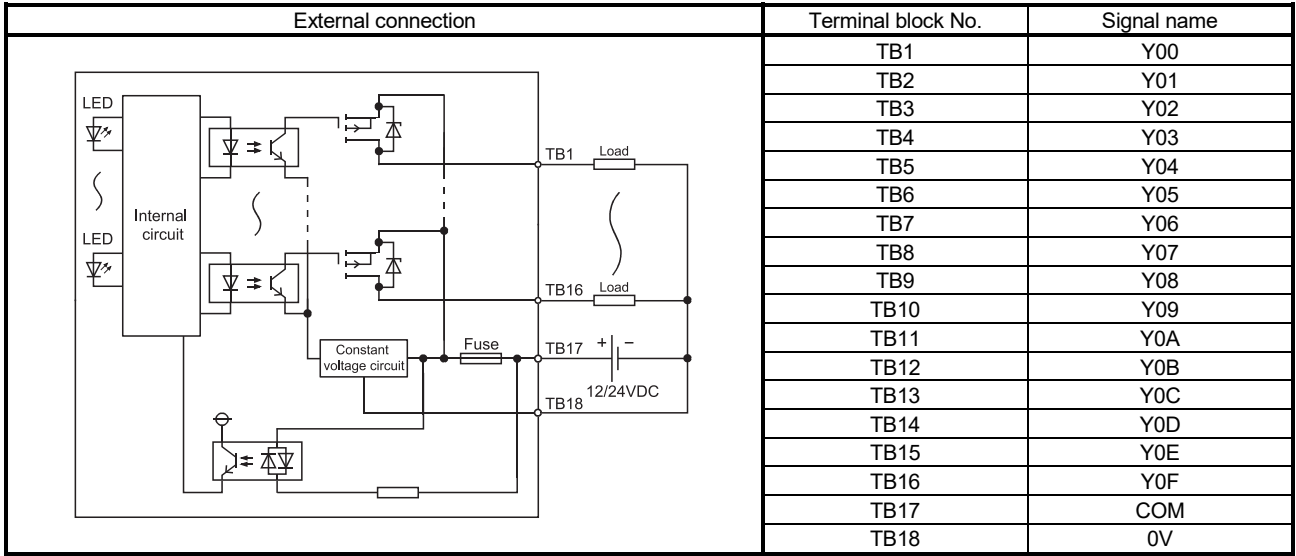 External connection
Terminal block No.
Signal name
LED
LED
Internal
circuit
Constant
voltage circuit
Fuse
TB1
Load
TB16
Load
TB17
+
−
12/24VDC
TB18
TB1 Y00
TB2 Y01
TB3 Y02
TB4 Y03
TB5 Y04
TB6 Y05
TB7 Y06
TB8 Y07
TB9 Y08
TB10 Y09
TB11 Y0A
TB12 Y0B
TB13 Y0C
TB14 Y0D
TB15 Y0E
TB16 Y0F
TB17 COM
TB18 0V